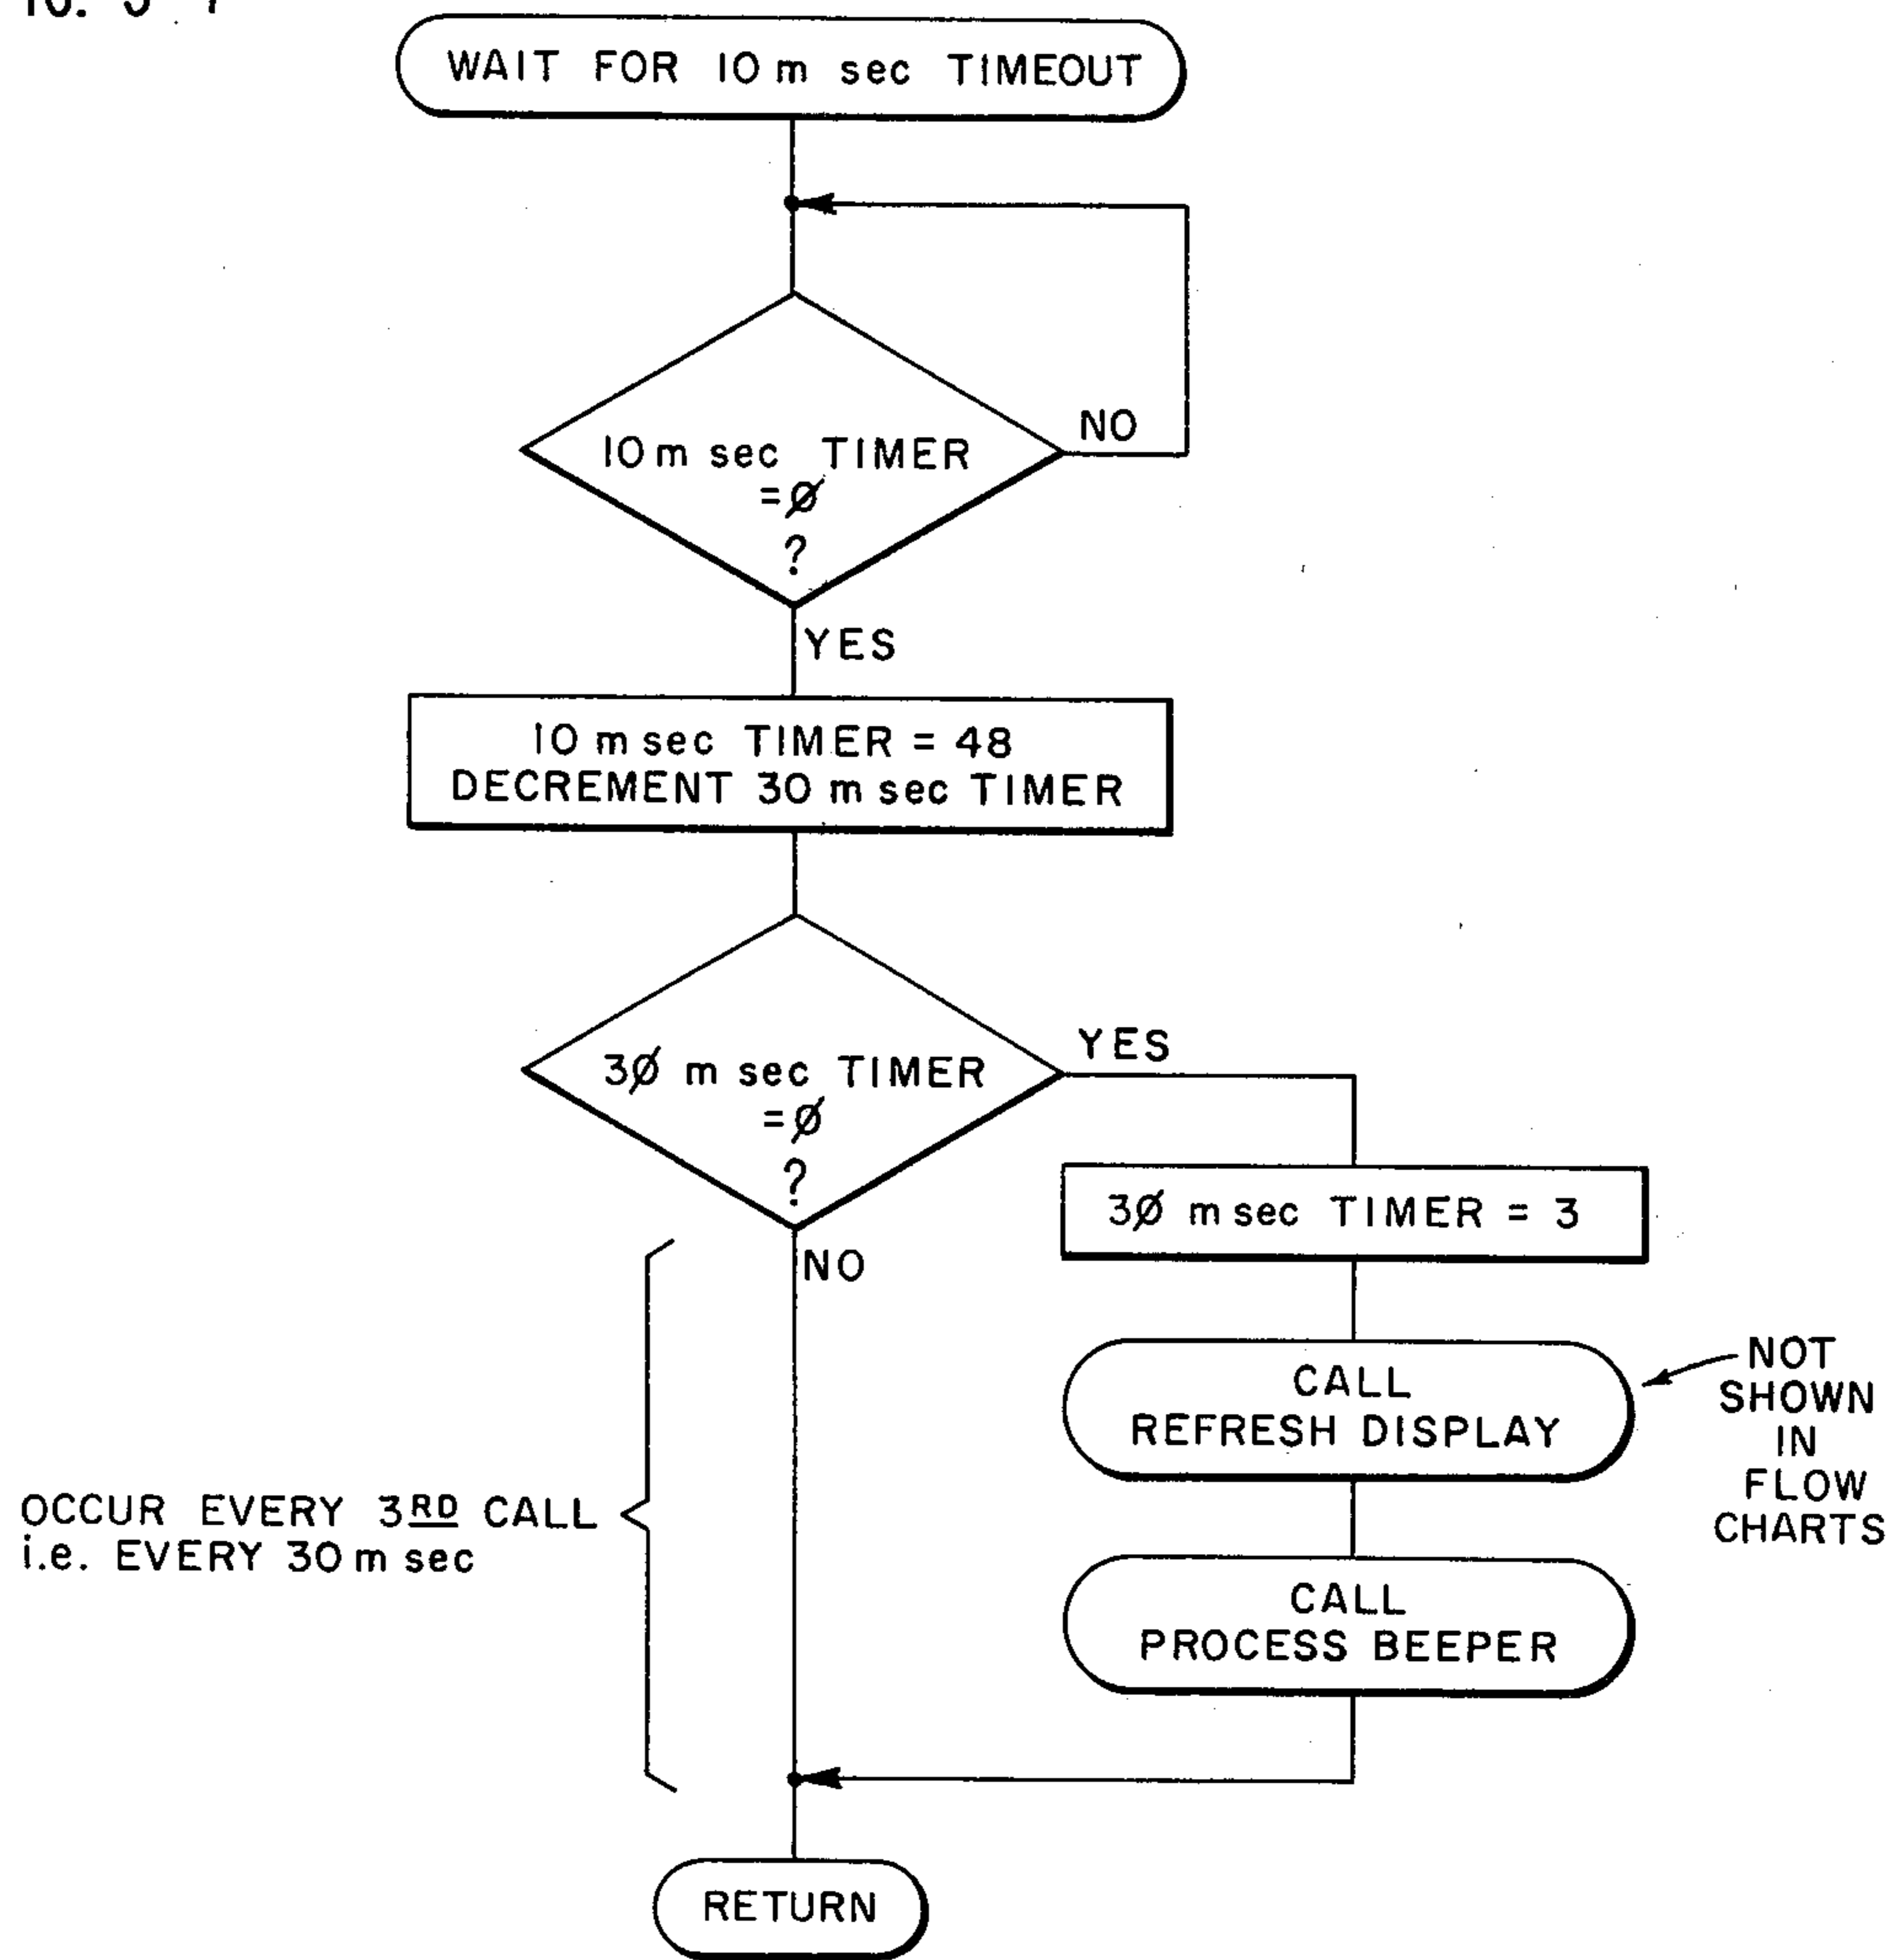 WAIT FOR 10 m sec TIMEOUT
NO
10 m sec TIMER
=Ø
?
YES
10 m sec TIMER = 48
DECREMENT 30 m sec TIMER
YES
3Ø m sec TIMER
=Ø
?
3Ø m sec TIMER = 3
NO
CALL
REFRESH DISPLAY
NOT
SHOWN
IN
FLOW
CHARTS
OCCUR EVERY 3RD CALL
i.e. EVERY 30 m sec
CALL
PROCESS BEEPER
RETURN